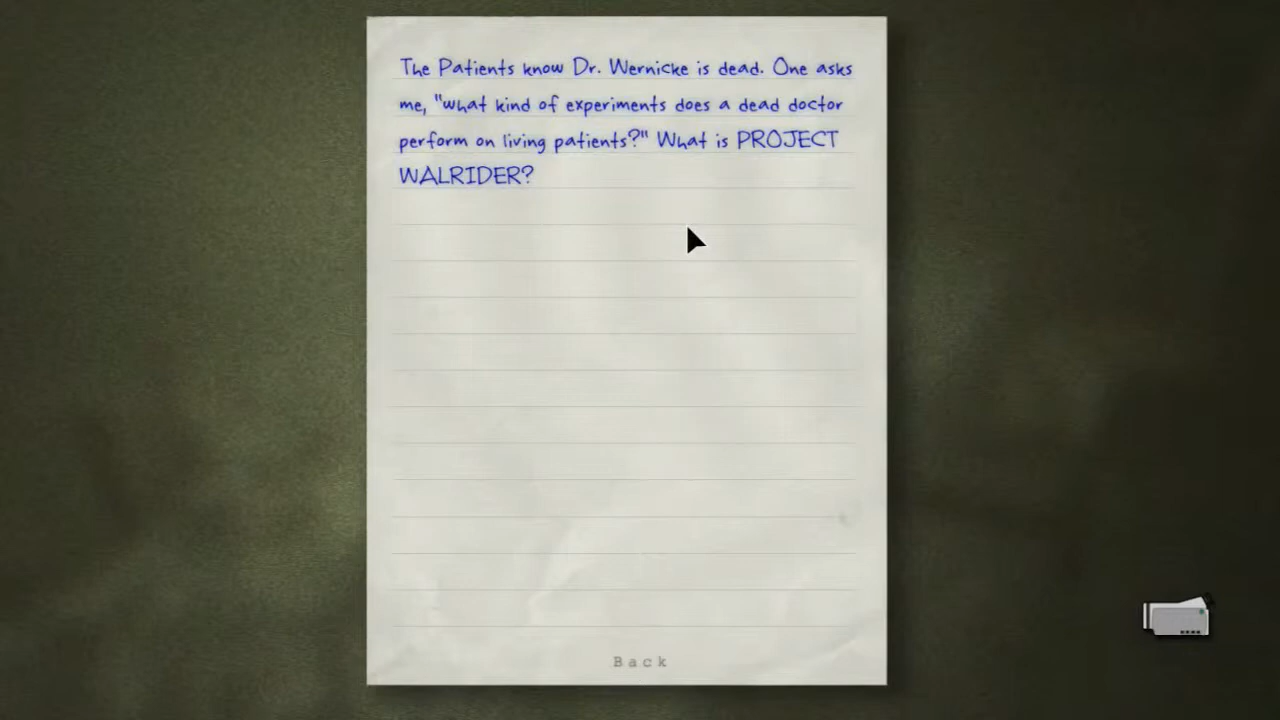 The Patients know Dr. Wernicke is dead. One asks
me, "what kind of experiments does a dead doctor
perform on living patients?" What is PROJECT
WALRIDER?
Back